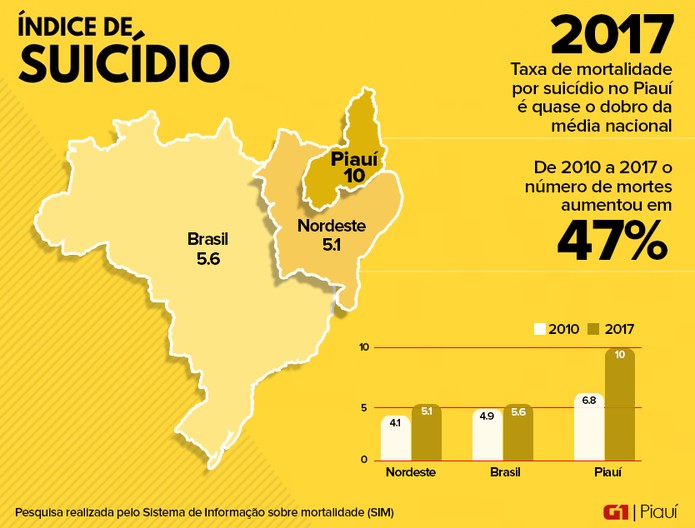 ÍNDICE DE
SUICÍDIO
2017
Taxa de mortalidade
por suicídio no Piauí
é quase o dobro da
média nacional
De 2010 a 2017 o
número de mortes
aumentou em
47%
Piauí
10
Nordeste
5.1
Brasil
5.6
2010 2017
10
5
0
4.1 5.1 4.9 5.6 6.8 10
Nordeste Brasil Piauí
Pesquisa realizada pelo Sistema de Informação sobre mortalidade (SIM)
G1 | Piauí